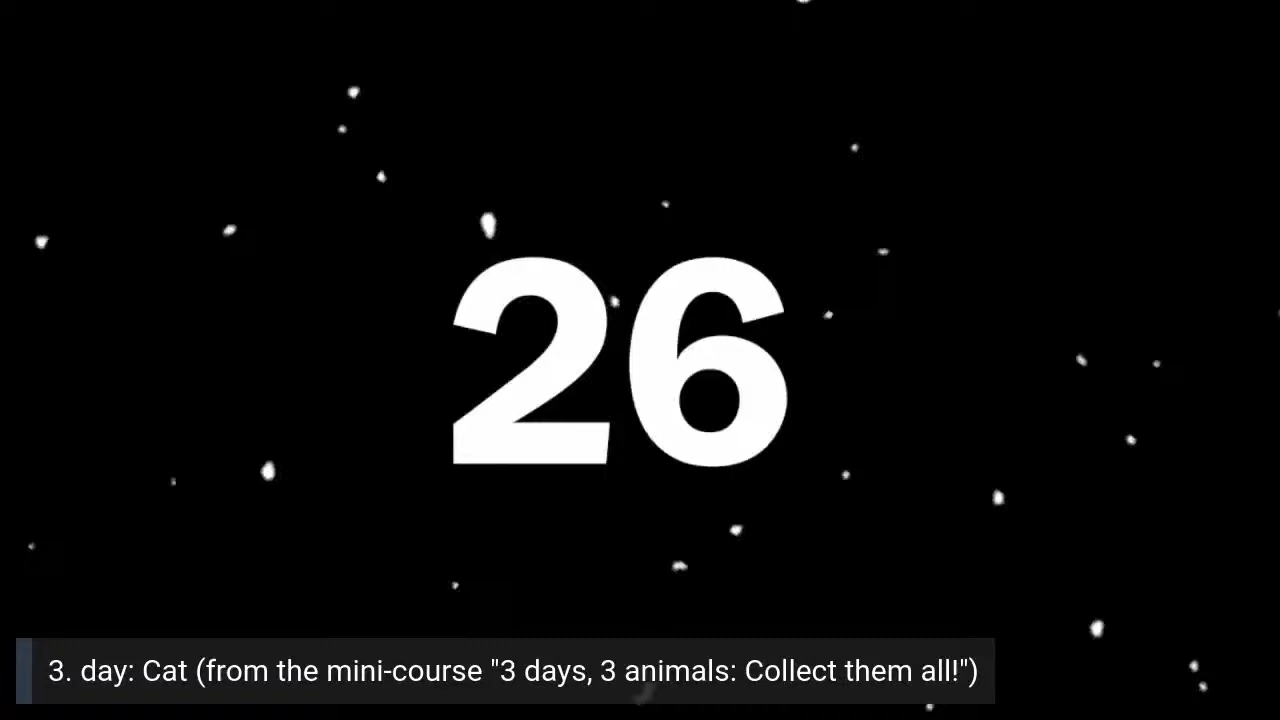 26
3. day: Cat (from the mini-course "3 days, 3 animals: Collect them all!")